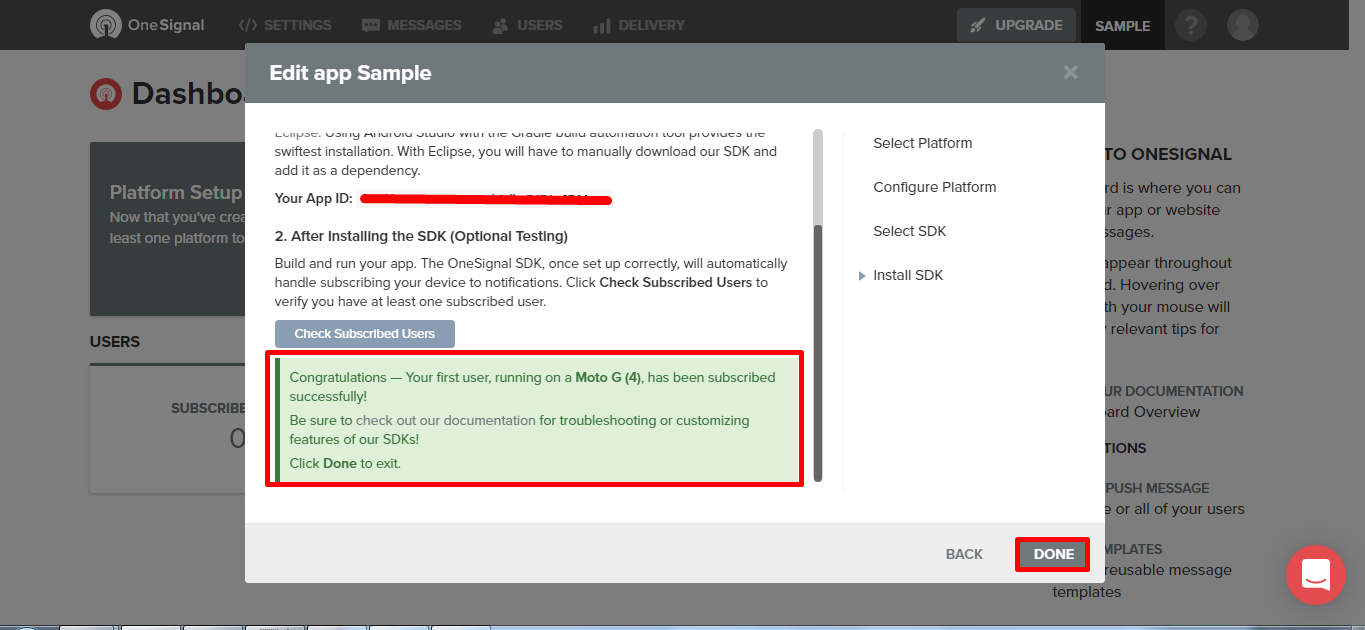 OneSignal
</> SETTINGS
MESSAGES
USERS
DELIVERY
UPGRADE
SAMPLE
?
Edit app Sample
×
Dashbo
Platform Setup
Now that you've crea
least one platform to
USERS
SUBSCRIBE
0
Eclipse. Using Android Studio with the Gradle build automation tool provides the
swiftest installation. With Eclipse, you will have to manually download our SDK and
add it as a dependency.
Your App ID:
2. After Installing the SDK (Optional Testing)
Build and run your app. The OneSignal SDK, once set up correctly, will automatically
handle subscribing your device to notifications. Click Check Subscribed Users to
verify you have at least one subscribed user.
Check Subscribed Users
Congratulations — Your first user, running on a Moto G (4), has been subscribed
successfully!
Be sure to check out our documentation for troubleshooting or customizing
features of our SDKs!
Click Done to exit.
Select Platform
Configure Platform
Select SDK
Install SDK
BACK
DONE
TO ONESIGNAL
rd is where you can
r app or website
ssages.
appear throughout
d. Hovering over
th your mouse will
y relevant tips for
UR DOCUMENTATION
ard Overview
TIONS
PUSH MESSAGE
e or all of your users
MPLATES
reusable message
templates